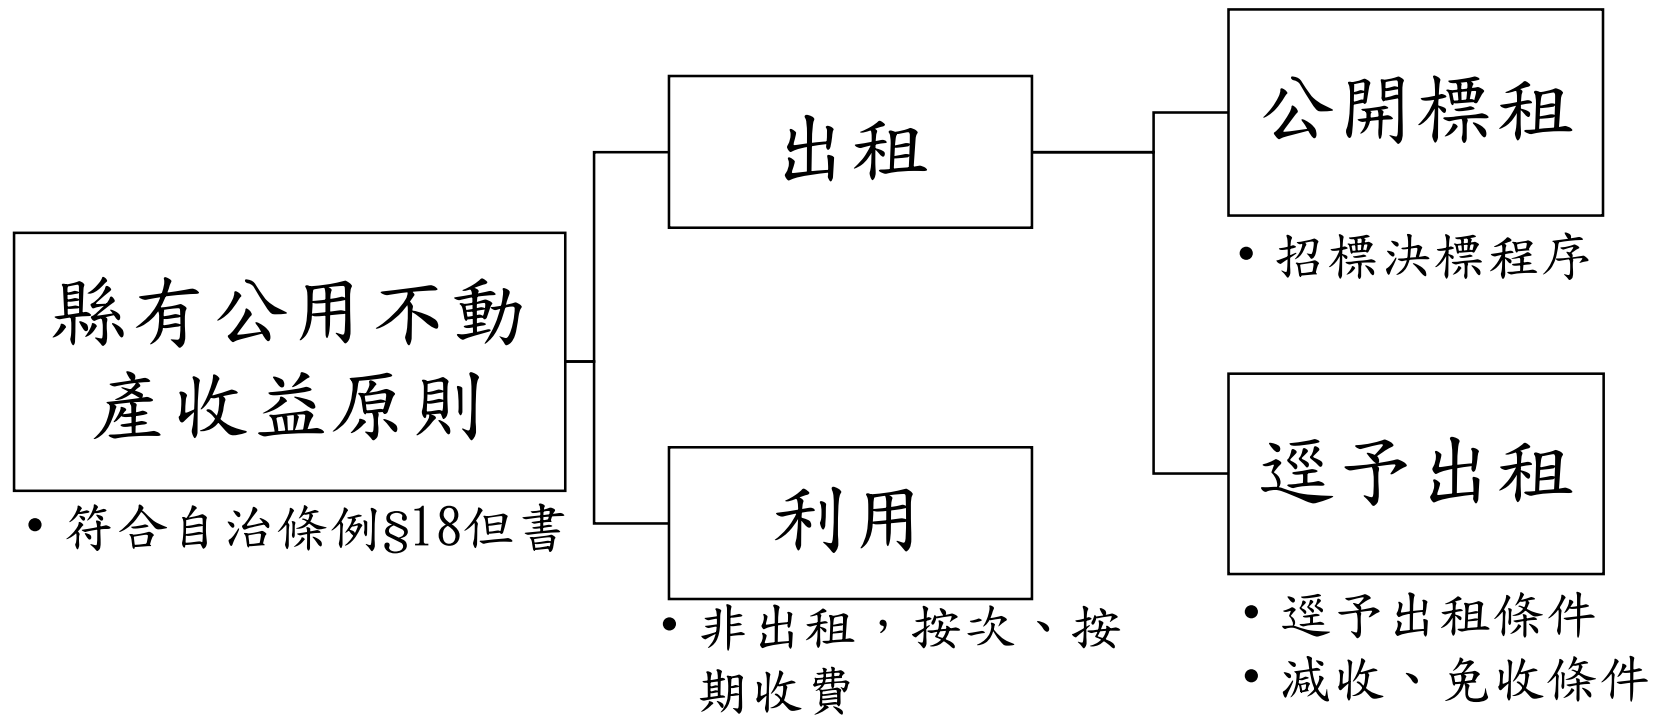 縣有公用不動
產收益原則
• 符合自治條例§18但書
出租
利用
• 非出租，按次、按
期收費
公開標租
• 招標決標程序
逕予出租
• 逕予出租條件
• 減收、免收條件